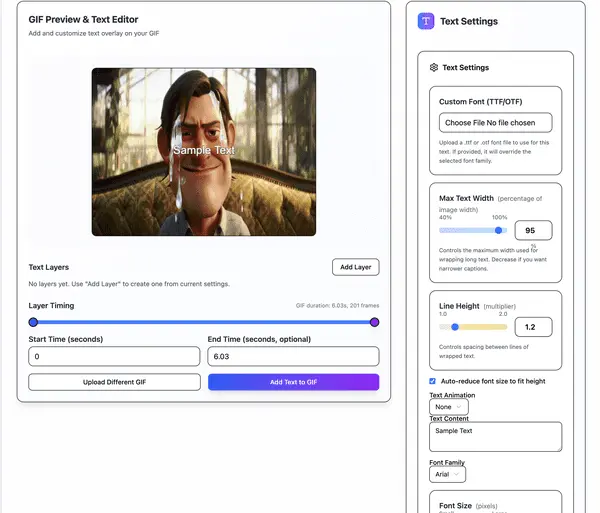 GIF Preview & Text Editor
Add and customize text overlay on your GIF
Sample Text
Text Layers
Add Layer
No layers yet. Use "Add Layer" to create one from current settings.
Layer Timing
GIF duration: 6.03s, 201 frames
Start Time (seconds)
End Time (seconds, optional)
0
6.03
Upload Different GIF
Add Text to GIF
T Text Settings
Text Settings
Custom Font (TTF/OTF)
Choose File No file chosen
Upload a .ttf or .otf font file to use for this
text. If provided, it will override the
selected font family.
Max Text Width (percentage of
image width)
40%
100%
95
%
Controls the maximum width used for
wrapping long text. Decrease if you want
narrower captions.
Line Height (multiplier)
1.0
2.0
1.2
Controls spacing between lines of
wrapped text.
Auto-reduce font size to fit height
Text Animation
None
Text Content
Sample Text
Font Family
Arial
Font Size (pixels)